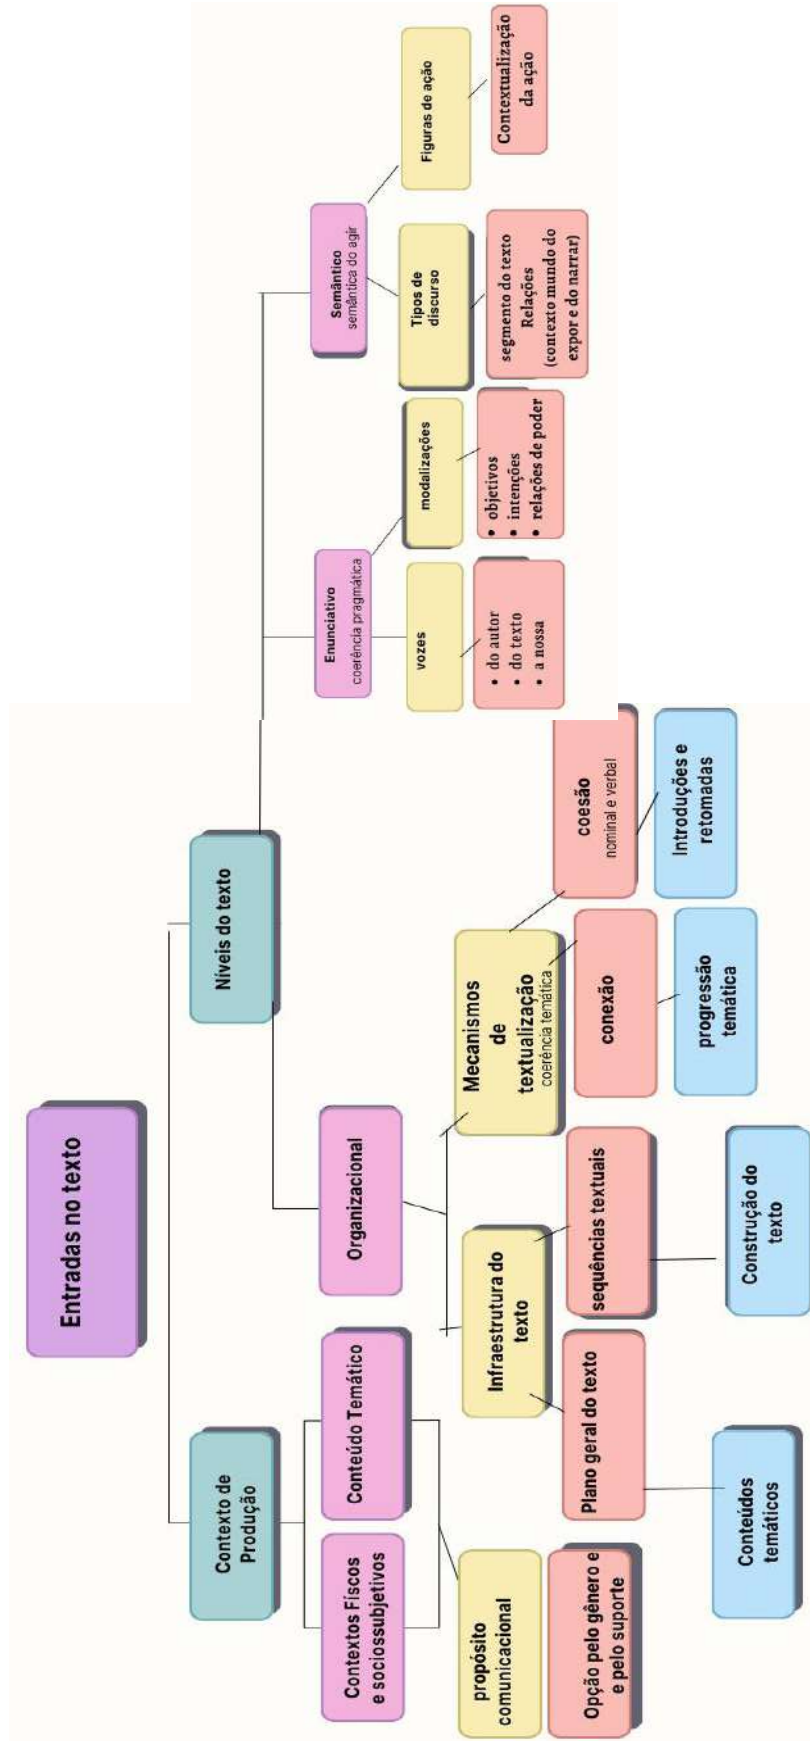 Entradas no texto
Contexto de
Produção
Níveis do texto
Contextos Físcos
e sociossubjetivos
Conteúdo Temático
Organizacional
Enunciativo
coerência pragmática
Semântico
semântica do agir
propósito
comunicacional
Infraestrutura do
texto
Mecanismos
de
textualização
coerência temática
vozes
modalizações
Tipos de
discurso
Figuras de ação
Opção pelo gênero e
e pelo suporte
Plano geral do texto
sequências textuais
conexão
coesão
nominal e verbal
• do autor
• do texto
• a nossa
• objetivos
• intenções
• relações de poder
segmento do texto
Relações
(contexto mundo do
expor e do narrar)
Contextualização
da ação
Conteúdos
temáticos
Construção do
texto
progressão
temática
Introduções e
retomadas